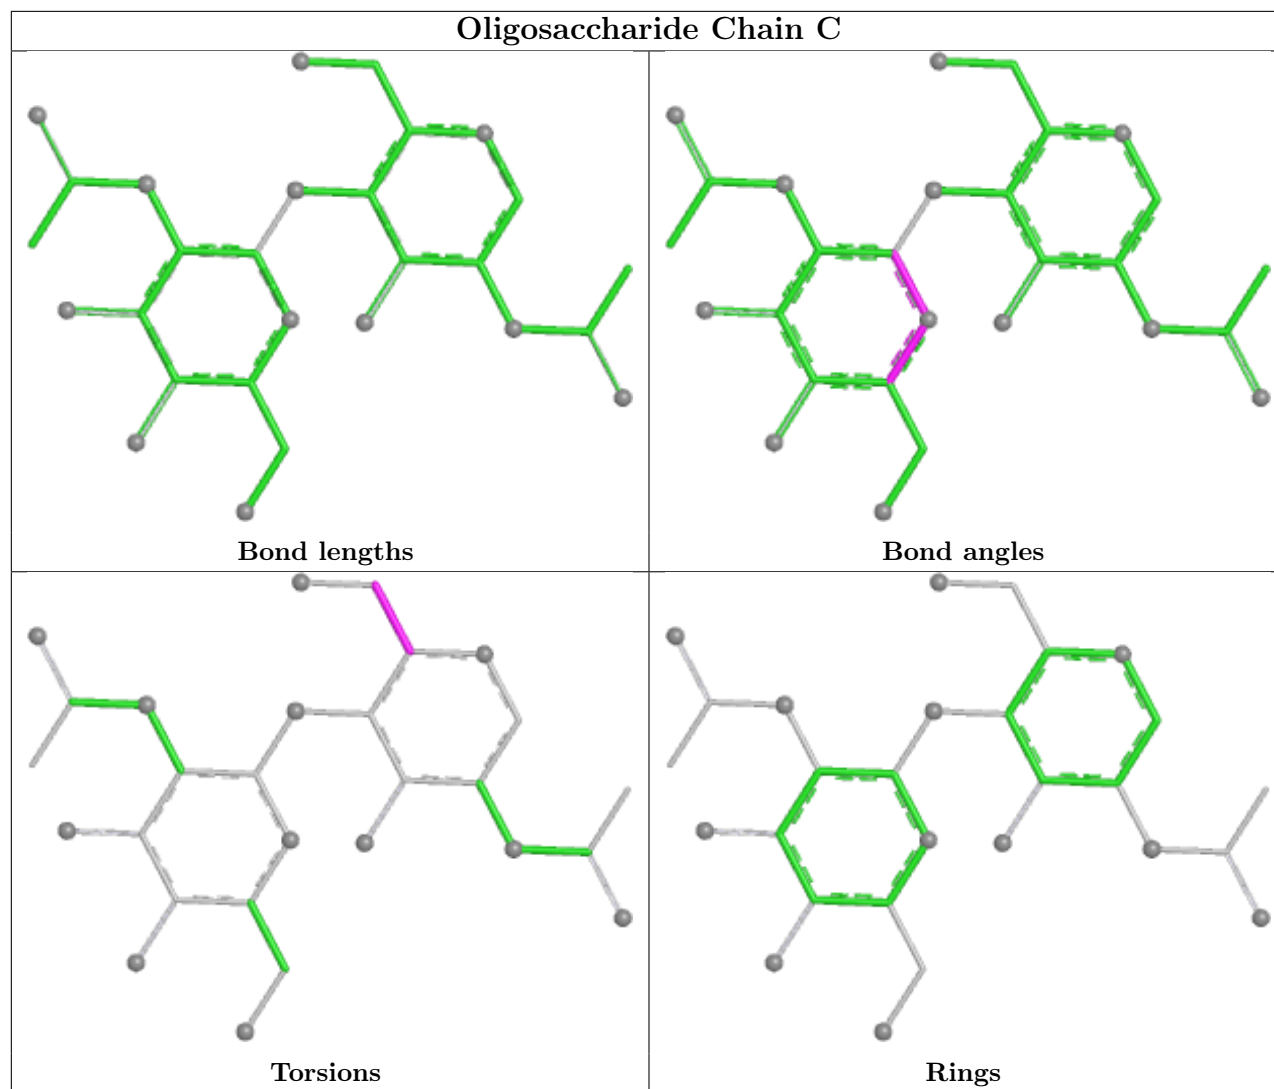 Oligosaccharide Chain C
Bond lengths
Bond angles
Torsions
Rings